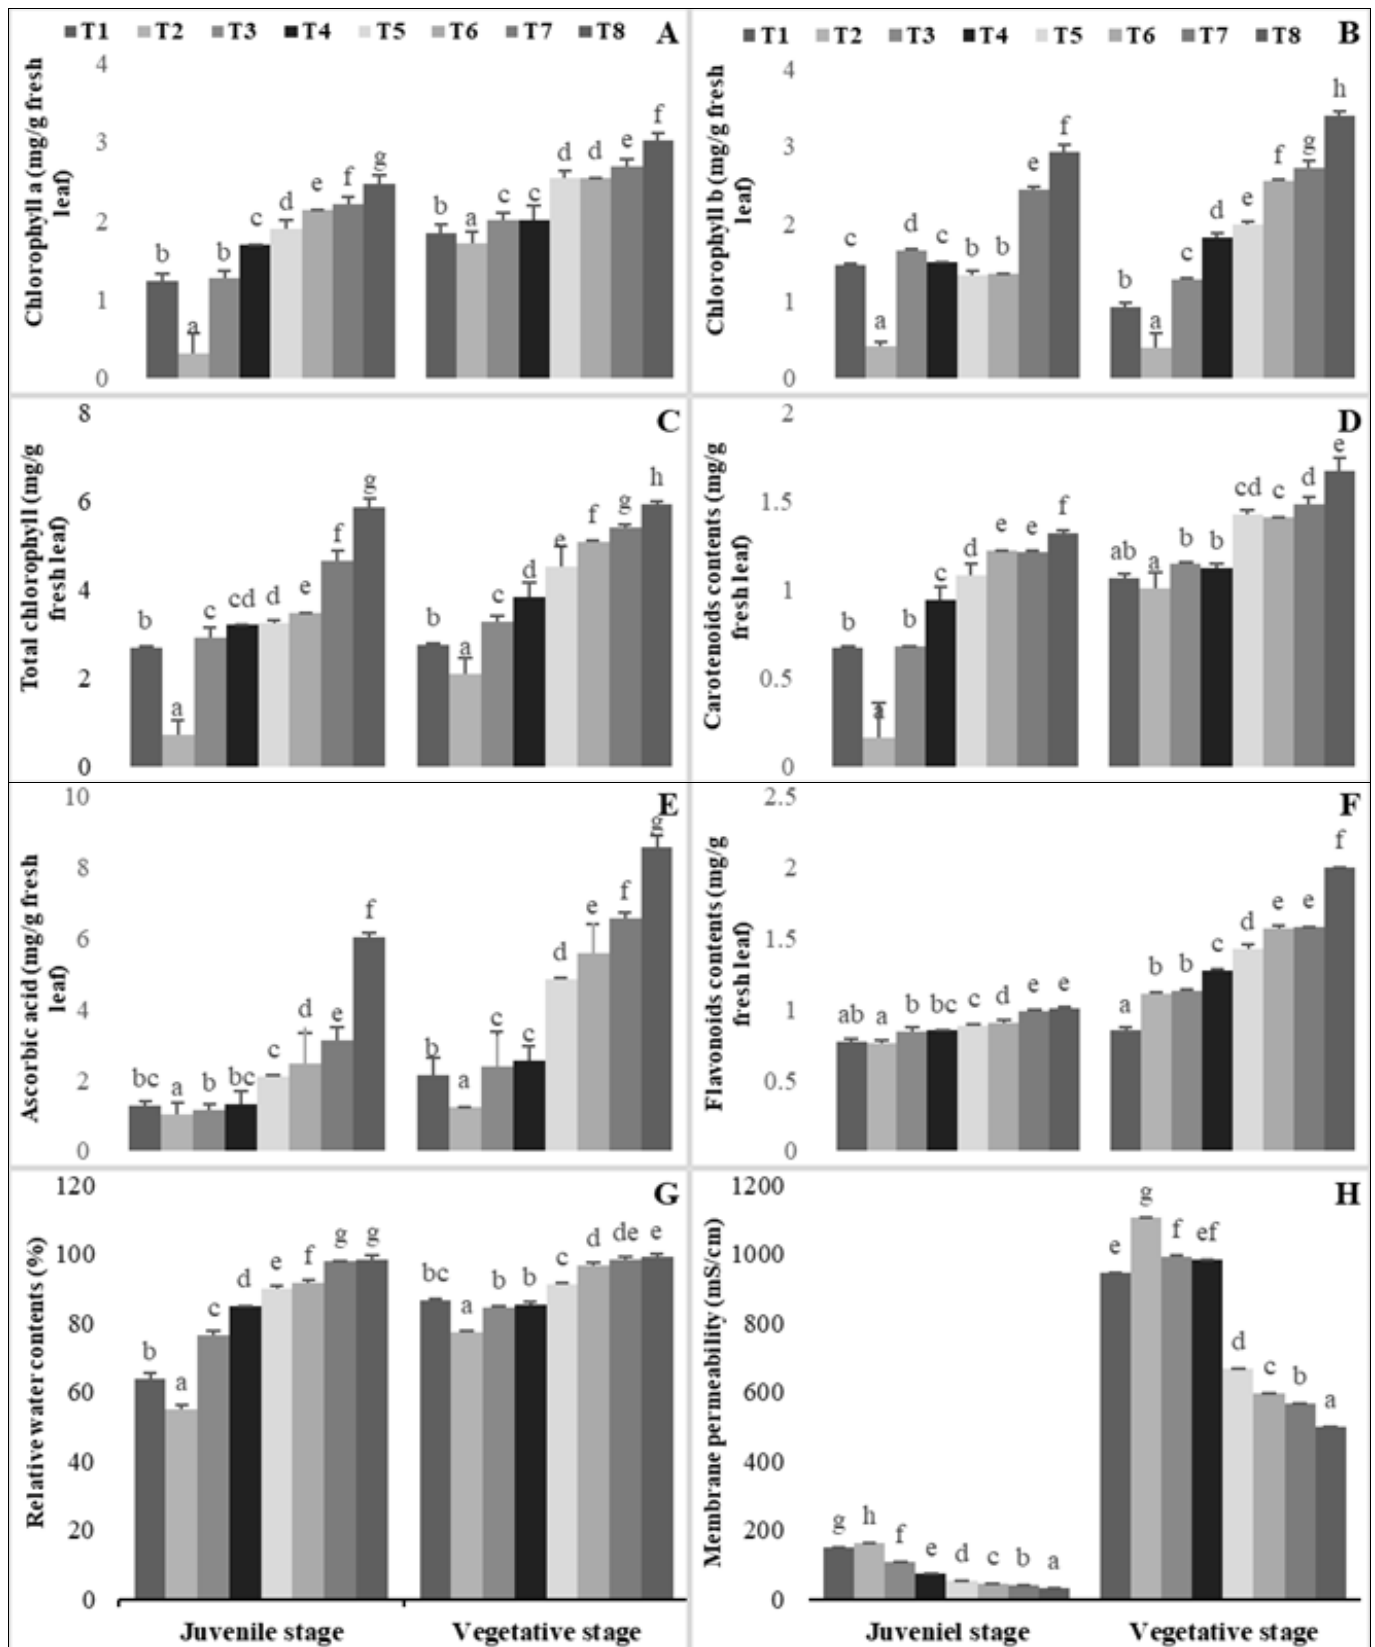 T1 T2 T3 T4 T5 T6 T7 T8 A
Chlorophyll a (mg/g fresh
leaf)
4
3
2
1
0
b a b c d e f g
b a c c d d e f
T1 T2 T3 T4 T5 T6 T7 T8 B
Chlorophyll b (mg/g fresh
leaf)
4
3
2
1
0
c a d c b b e f
b a c d e f g h
C
Total chlorophyll (mg/g
fresh leaf)
8
6
4
2
0
b a c cd d e f g
b a c d e f g h
D
Carotenoids contents (mg/g
fresh leaf)
2
1.5
1
0.5
0
b a b c d e e f
ab a b b cd c d e
E
Ascorbic acid (mg/g fresh
leaf)
10
8
6
4
2
0
bc a b bc c d e f
b a c c d e f g
F
Flavonoids contents (mg/g
fresh leaf)
2.5
2
1.5
1
0.5
0
ab a b bc c d e e
a b b c d e e f
G
Relative water contents (%)
120
100
80
60
40
20
0
b a c d e f g g
bc a b b c d de e
Juvenile stage Vegetative stage
H
Membrane permeability (mS/cm)
1200
1000
800
600
400
200
0
g h f e d c b a
e g f ef d c b a
Juveniel stage Vegetative stage